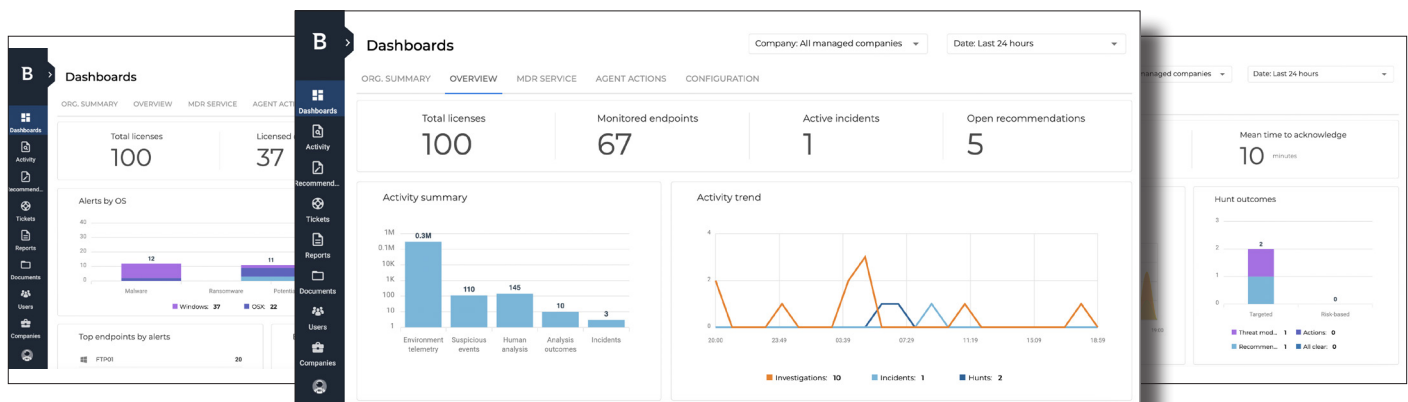 B
Dashboards
ORG. SUMMARY OVERVIEW MDR SERVICE AGENT ACTI
Dashboards
Activity
Recommend...
Tickets
Reports
Documents
Users
Companies
Total licenses
100
Licensed
37
Alerts by OS
40
30
20
10
0
12
11
Malware Ransomware Potentia
Windows: 37 OSX: 22
Top endpoints by alerts
FTP01 20
B
Dashboards
Company: All managed companies Date: Last 24 hours
ORG. SUMMARY OVERVIEW MDR SERVICE AGENT ACTIONS CONFIGURATION
Dashboards
Activity
Recommend...
Tickets
Reports
Documents
Users
Companies
Total licenses Monitored endpoints Active incidents Open recommendations
100 67 1 5
Activity summary
1M
0.1M
10K
1K
100
10
1
0.3M
110
145
10
3
Environment telemetry
Suspicious events
Human analysis
Analysis outcomes
Incidents
Activity trend
4
2
0
20:00 23:49 03:39 07:29 11:19 15:09 18:59
Investigations: 10 Incidents: 1 Hunts: 2
managed companies Date: Last 24 hours
Mean time to acknowledge
10 minutes
Hunt outcomes
3
2
1
0
2
0
Targeted Risk-based
Threat mod... 1 Actions: 0
Recommen... 1 All clear: 0